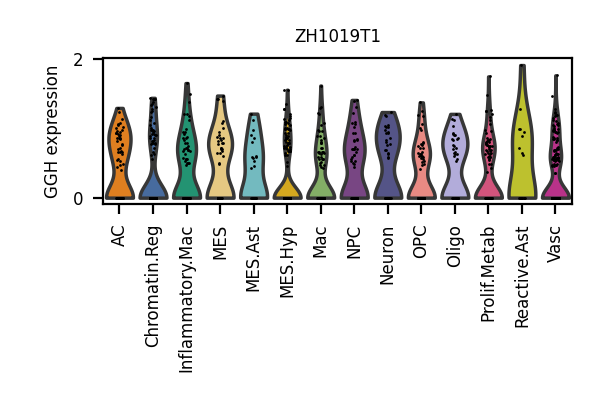 ZH1019T1
GGH expression
2
0
AC
Chromatin.Reg
Inflammatory.Mac
MES
MES.Ast
MES.Hyp
Mac
NPC
Neuron
OPC
Oligo
Prolif.Metab
Reactive.Ast
Vasc